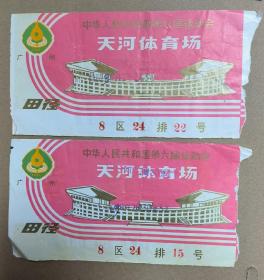 中华人民共和国第六届运动会
天河体育场
广 州
田径
8 区 24 排 22 号
中华人民共和国第六届运动会
天河体育场
广 州
田径
8 区 24 排 15 号